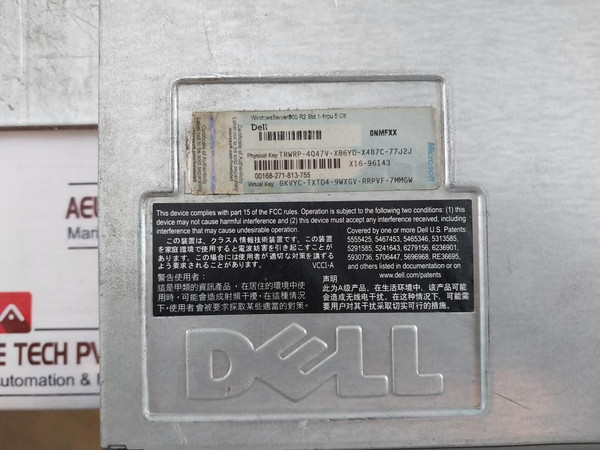 WindowsServer 2008 R2 Std 1-4cpu 5 Clt
Dell
0NMFXX
Physical Key TRWRP-4Q47V-XB6YD-X4B7C-77J2J
X16-96143
00168-271-813-755
Virtual Key: GKVYC-TXTD4-9WXGV-RRPVF-7MMGW
Certificate of Authenticity
Label not to be sold separately
Microsoft
This device complies with part 15 of the FCC rules. Operation is subject to the following two conditions: (1) this
device may not cause harmful interference and (2) this device must accept any interference received, including
interference that may cause undesired operation.
この装置は、クラスA情報技術装置です。この装置
を家庭環境で使用すると電波妨害を引き起こすことが
あります。この場合には使用者が適切な対策を講ずる
よう要求されることがあります。 VCCI-A
Covered by one or more Dell U.S. Patents:
5555425, 5467453, 5465346, 5313585,
5291585, 5241643, 6279156, 6236901,
5930736, 5706447, 5696968, RE36695,
and others listed in documentation or on
www.dell.com/patents
警告使用者：
這是甲類的資訊產品，在居住的環境中使
用時，可能會造成射頻干擾，在這種情況
下，使用者會被要求採取某些適當的對策。
声明
此为A级产品，在生活环境中，该产品可能
会造成无线电干扰。在这种情况下，可能需
要用户对其干扰采取切实可行的措施。
DELL
AEU
A
E TECH PV
Automation &